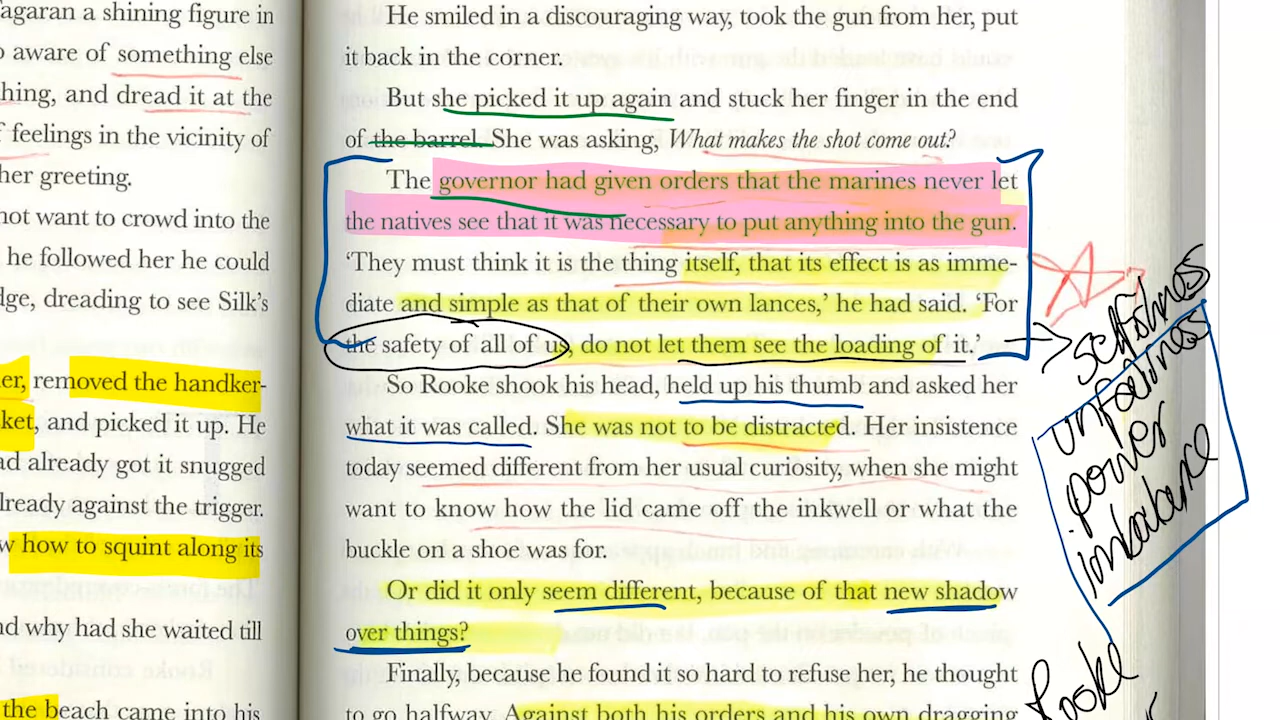 agaran a shining figure in
aware of something else
hing, and dread it at the
feelings in the vicinity of
her greeting.
not want to crowd into the
he followed her he could
dge, dreading to see Silk's
er, removed the handker-
ket, and picked it up. He
ad already got it snugged
lready against the trigger.
w how to squint along its
nd why had she waited till
the beach came into his
He smiled in a discouraging way, took the gun from her, put
it back in the corner.
But she picked it up again and stuck her finger in the end
of the barrel. She was asking, What makes the shot come out?
The governor had given orders that the marines never let
the natives see that it was necessary to put anything into the gun.
'They must think it is the thing itself, that its effect is as imme-
diate and simple as that of their own lances,' he had said. 'For
the safety of all of us, do not let them see the loading of it.'
So Rooke shook his head, held up his thumb and asked her
what it was called. She was not to be distracted. Her insistence
today seemed different from her usual curiosity, when she might
want to know how the lid came off the inkwell or what the
buckle on a shoe was for.
Or did it only seem different, because of that new shadow
over things?
Finally, because he found it so hard to refuse her, he thought
to go halfway. Against both his orders and his own dragging
power
imbalance
Rooke